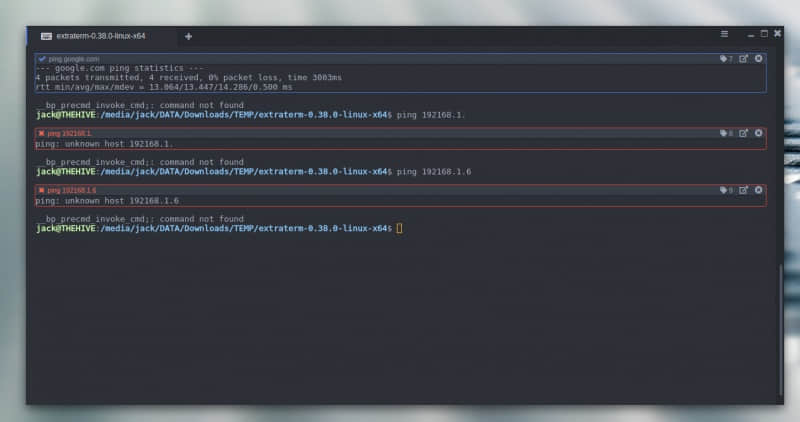 extraterm-0.38.0-linux-x64
ping google.com 7
--- google.com ping statistics ---
4 packets transmitted, 4 received, 0% packet loss, time 3003ms
rtt min/avg/max/mdev = 13.064/13.447/14.286/0.500 ms
__bp_precmd_invoke_cmd;: command not found
jack@THEHIVE:/media/jack/DATA/Downloads/TEMP/extraterm-0.38.0-linux-x64$ ping 192168.1.
ping 192168.1. 8
ping: unknown host 192168.1.
__bp_precmd_invoke_cmd;: command not found
jack@THEHIVE:/media/jack/DATA/Downloads/TEMP/extraterm-0.38.0-linux-x64$ ping 192168.1.6
ping 192168.1.6 9
ping: unknown host 192168.1.6
__bp_precmd_invoke_cmd;: command not found
jack@THEHIVE:/media/jack/DATA/Downloads/TEMP/extraterm-0.38.0-linux-x64$